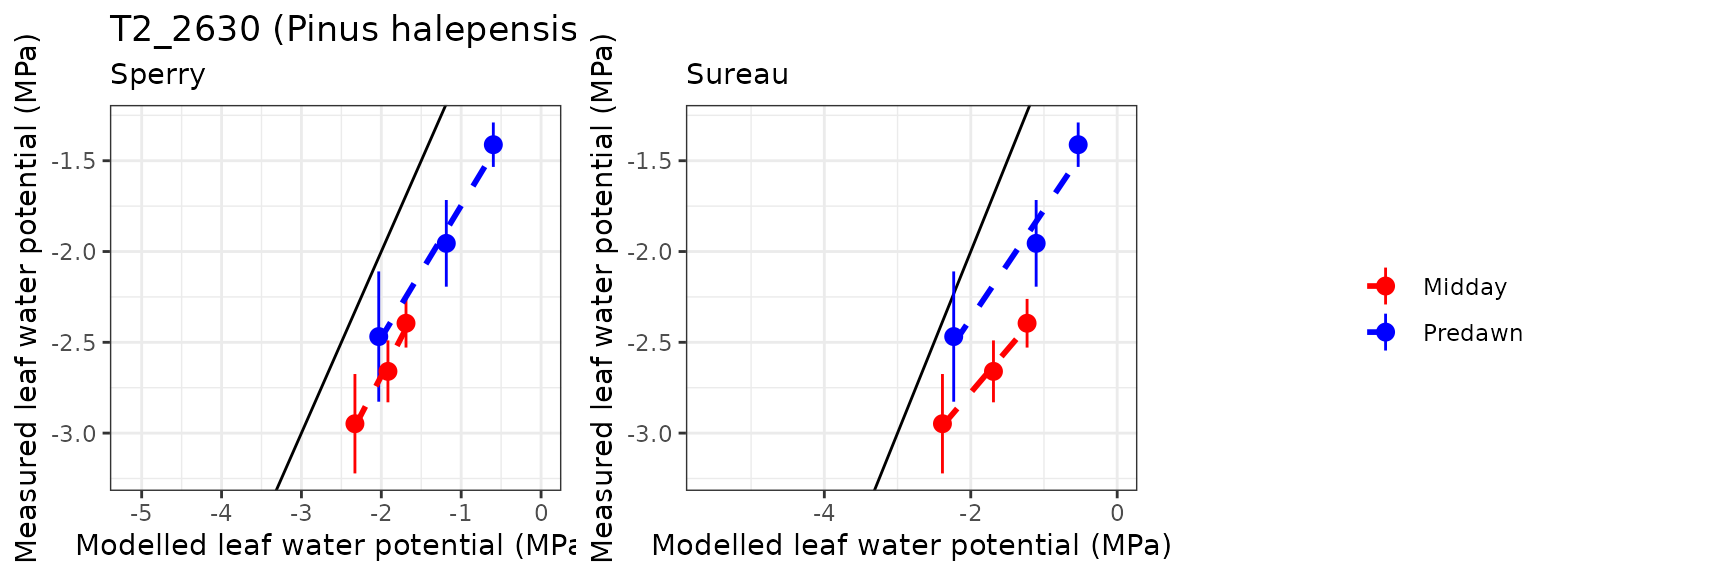 T2_2630 (Pinus halepensis
Sperry
Measured leaf water potential (MPa)
-1.5
-2.0
-2.5
-3.0
-5 -4 -3 -2 -1 0
Modelled leaf water potential (MPa
Sureau
Measured leaf water potential (MPa)
-1.5
-2.0
-2.5
-3.0
-4 -2 0
Modelled leaf water potential (MPa)
Midday
Predawn